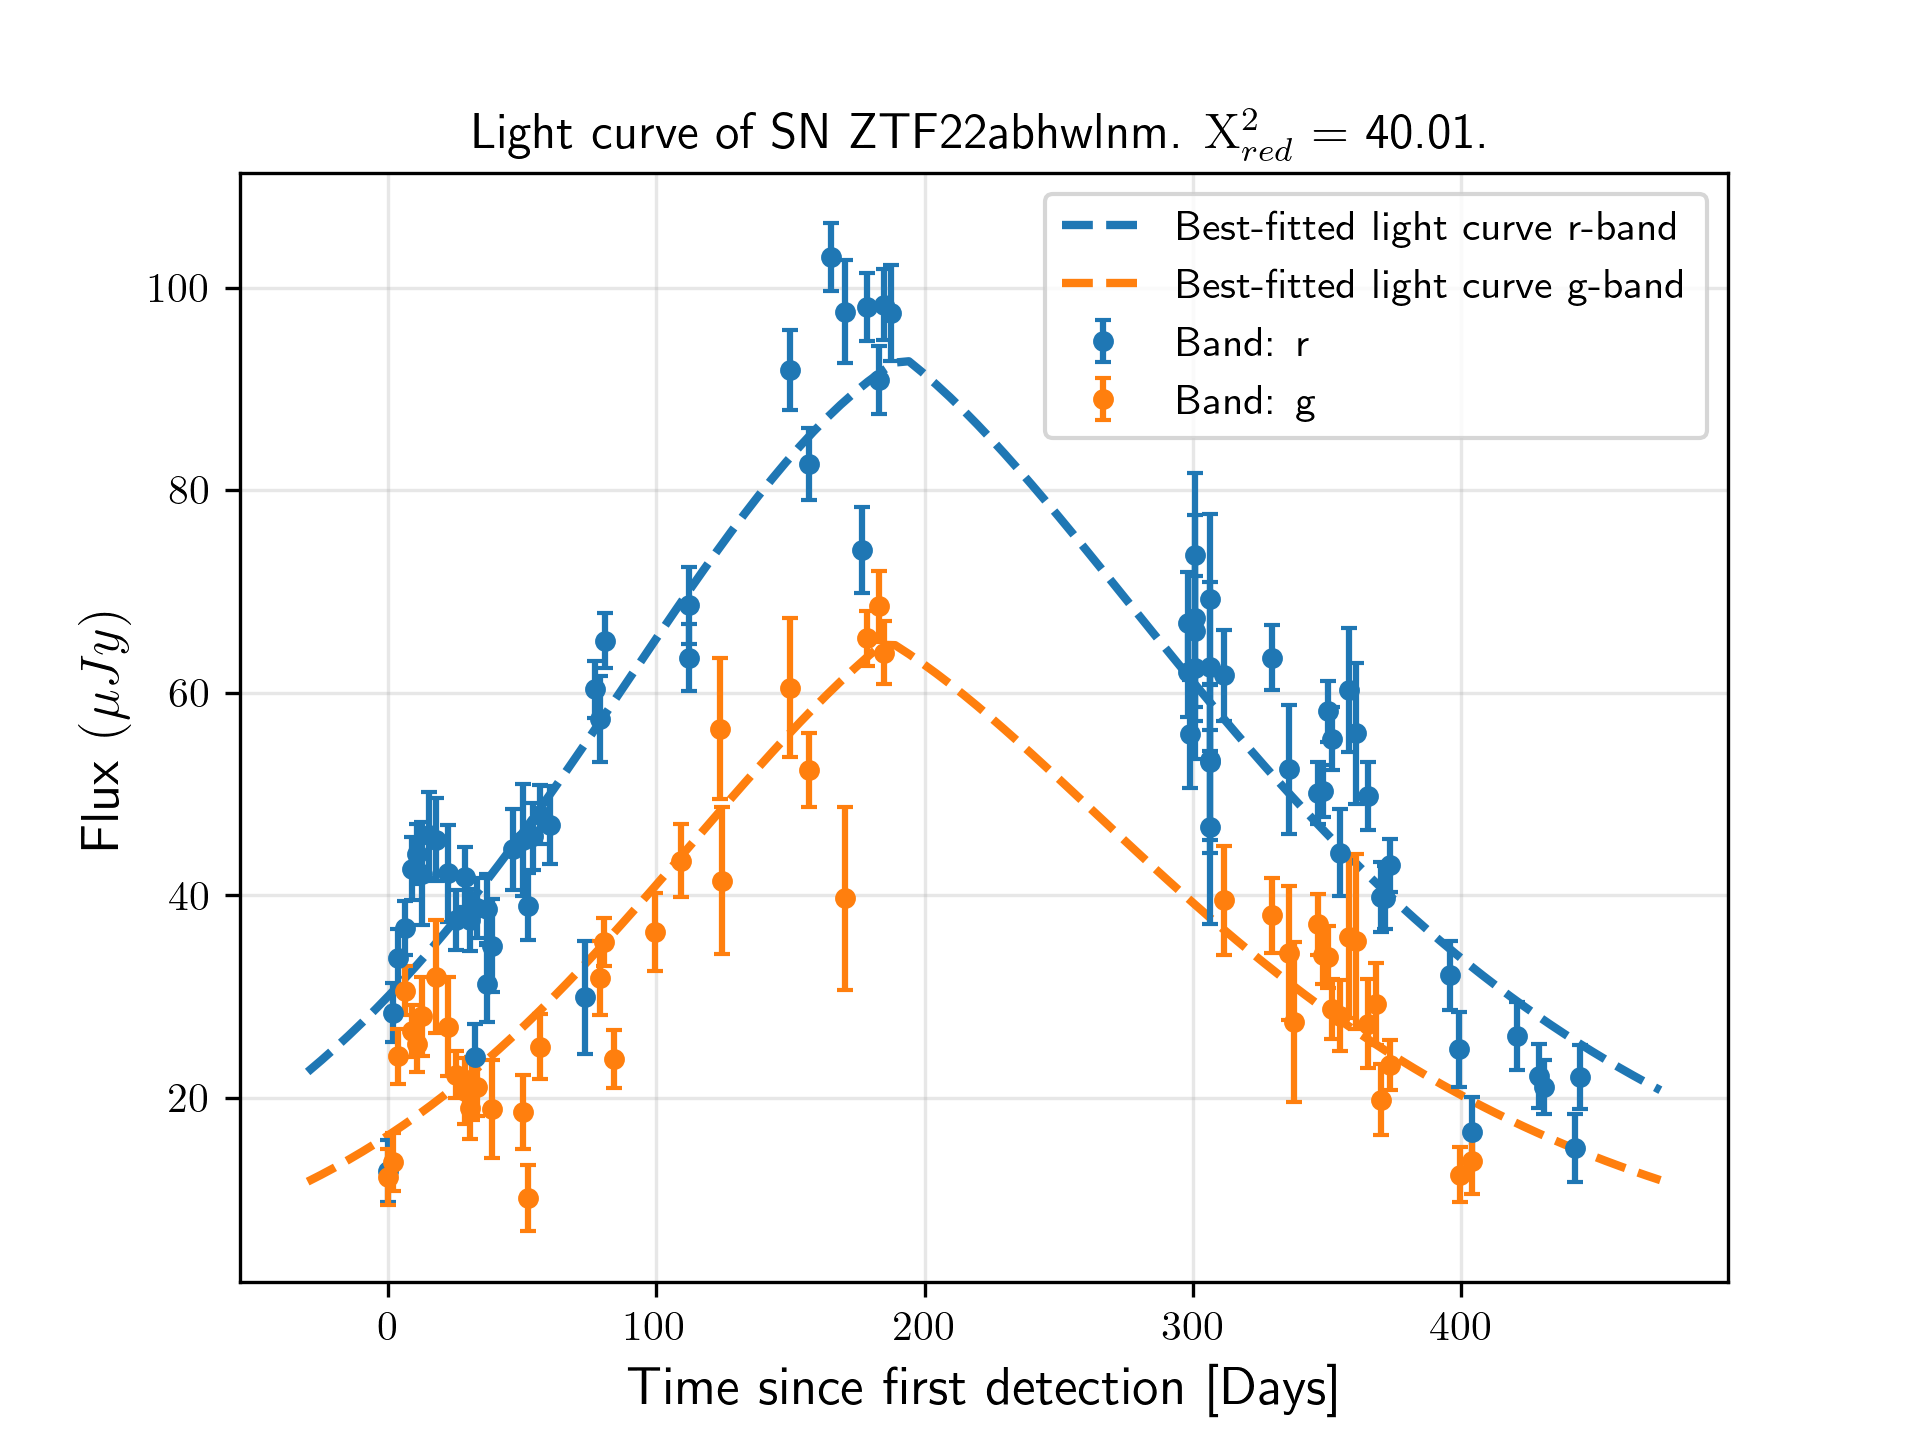 Light curve of SN ZTF22abhwlnm. X²_red = 40.01.
Best-fitted light curve r-band
Best-fitted light curve g-band
Band: r
Band: g
Flux (μJy)
100
80
60
40
20
0 100 200 300 400
Time since first detection [Days]